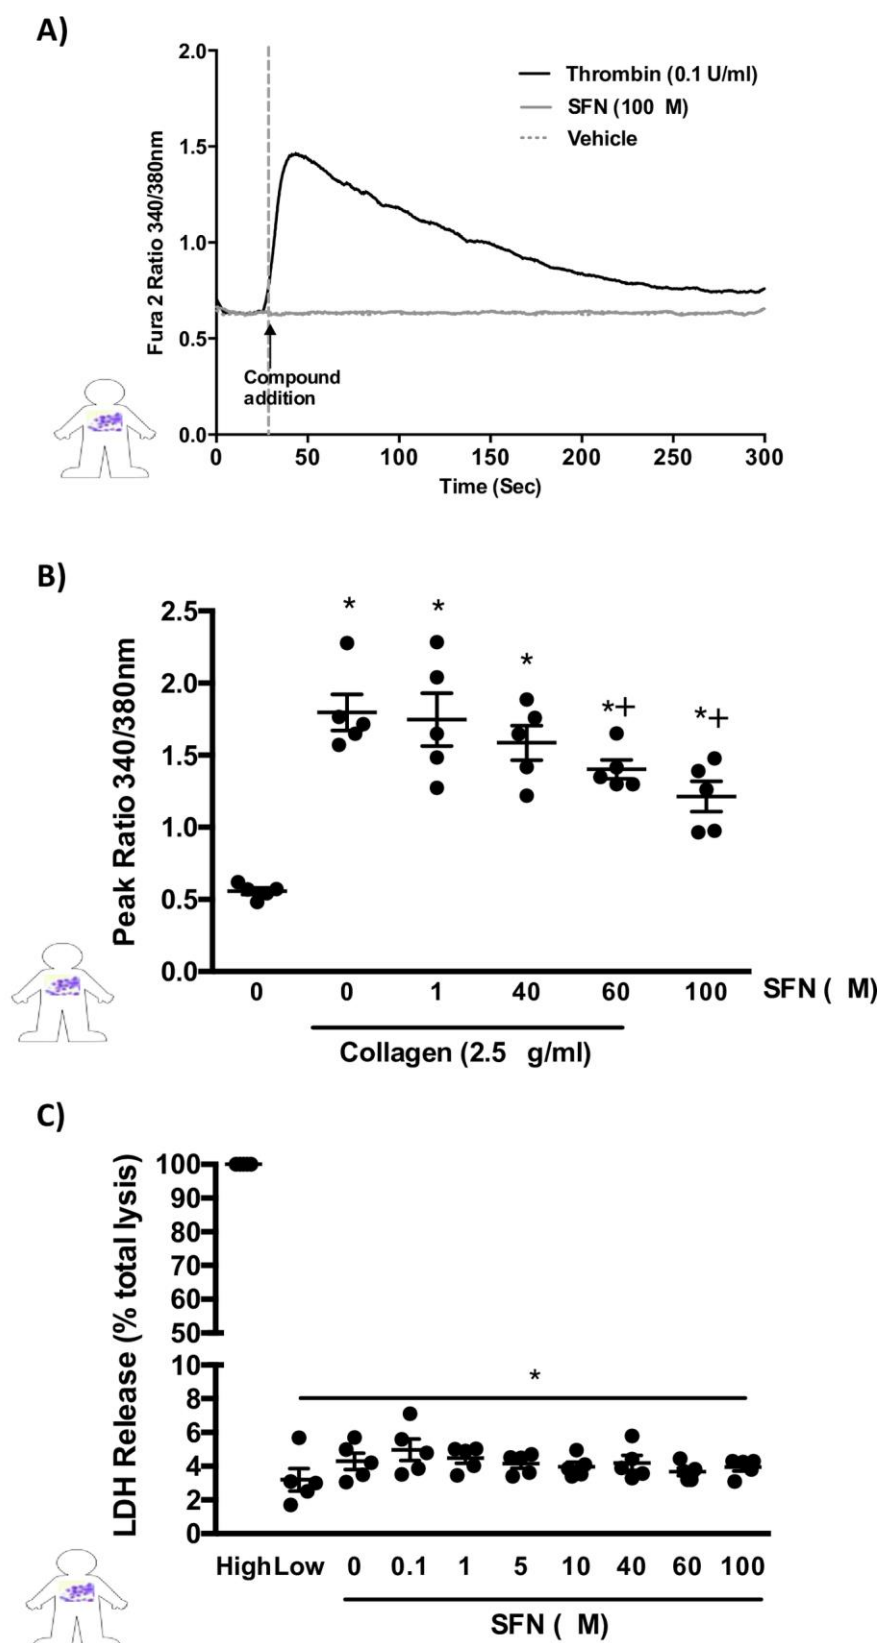 A)
2.0
1.5
1.0
0.5
0.0
Fura 2 Ratio 340/380nm
Thrombin (0.1 U/ml)
SFN (100 M)
Vehicle
Compound
addition
0 50 100 150 200 250 300
Time (Sec)
B)
2.5
2.0
1.5
1.0
0.5
0.0
Peak Ratio 340/380nm
* * * *+ *+
0 0 1 40 60 100 SFN ( M)
Collagen (2.5 g/ml)
C)
100
90
80
70
60
50
10
8
6
4
2
0
LDH Release (% total lysis)
*
High Low 0 0.1 1 5 10 40 60 100
SFN ( M)